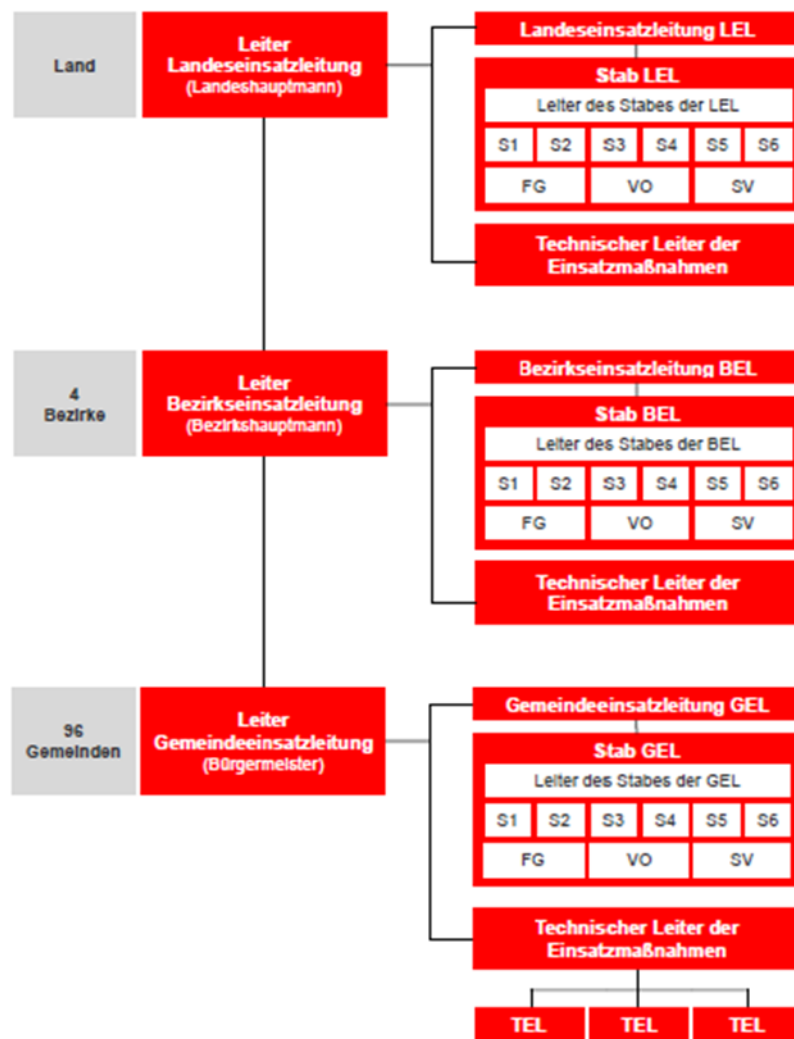 Land
Leiter
Landeseinsatzleitung
(Landeshauptmann)
Landeseinsatzleitung LEL
Stab LEL
Leiter des Stabes der LEL
S1 S2 S3 S4 S5 S6
FG VO SV
Technischer Leiter der
Einsatzmaßnahmen
4
Bezirke
Leiter
Bezirkseinsatzleitung
(Bezirkshauptmann)
Bezirkseinsatzleitung BEL
Stab BEL
Leiter des Stabes der BEL
S1 S2 S3 S4 S5 S6
FG VO SV
Technischer Leiter der
Einsatzmaßnahmen
96
Gemeinden
Leiter
Gemeindeeinsatzleitung
(Bürgermeister)
Gemeindeeinsatzleitung GEL
Stab GEL
Leiter des Stabes der GEL
S1 S2 S3 S4 S5 S6
FG VO SV
Technischer Leiter der
Einsatzmaßnahmen
TEL TEL TEL